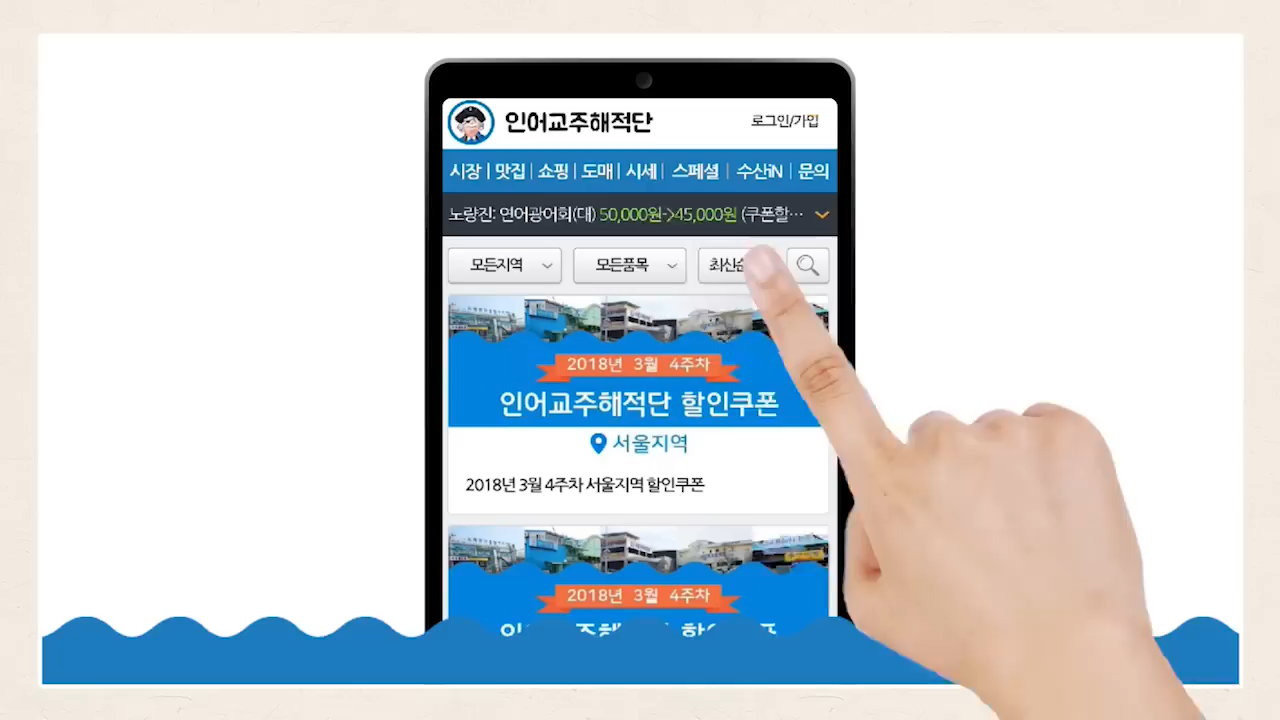 인어교주해적단
로그인/가입
시장 | 맛집 | 쇼핑 | 도매 | 시세 | 스페셜 | 수산iN | 문의
노량진: 연어광어회(대) 50,000원->45,000원 (쿠폰할…
모든지역 모든품목 최신순
2018년 3월 4주차
인어교주해적단 할인쿠폰
서울지역
2018년 3월 4주차 서울지역 할인쿠폰
2018년 3월 4주차